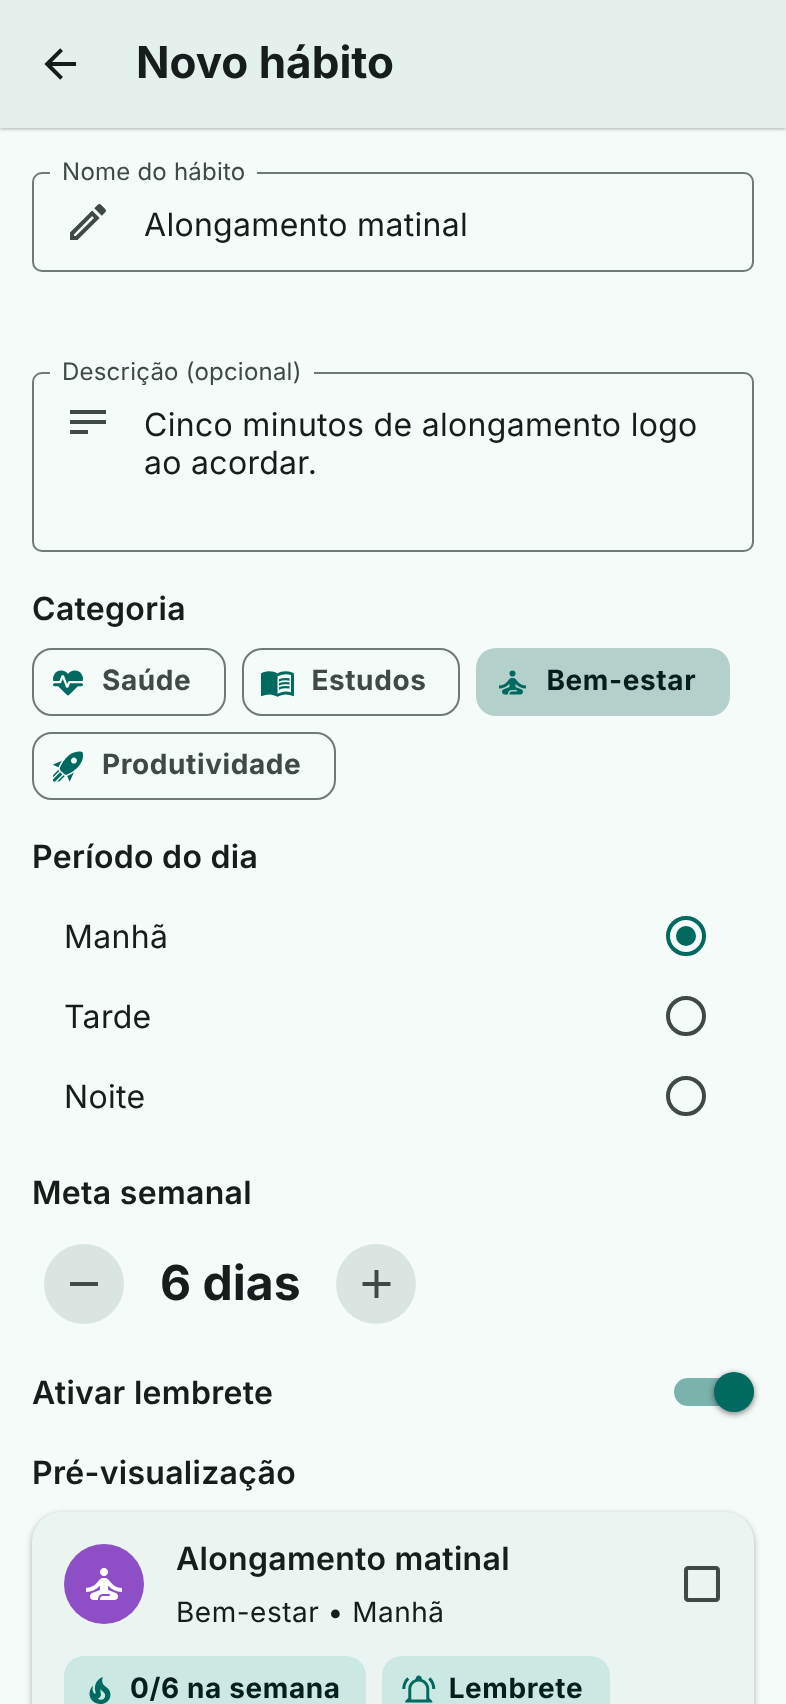 Novo hábito
Nome do hábito
Alongamento matinal
Descrição (opcional)
Cinco minutos de alongamento logo
ao acordar.
Categoria
Saúde
Estudos
Bem-estar
Produtividade
Período do dia
Manhã
Tarde
Noite
Meta semanal
6 dias
Ativar lembrete
Pré-visualização
Alongamento matinal
Bem-estar • Manhã
0/6 na semana
Lembrete